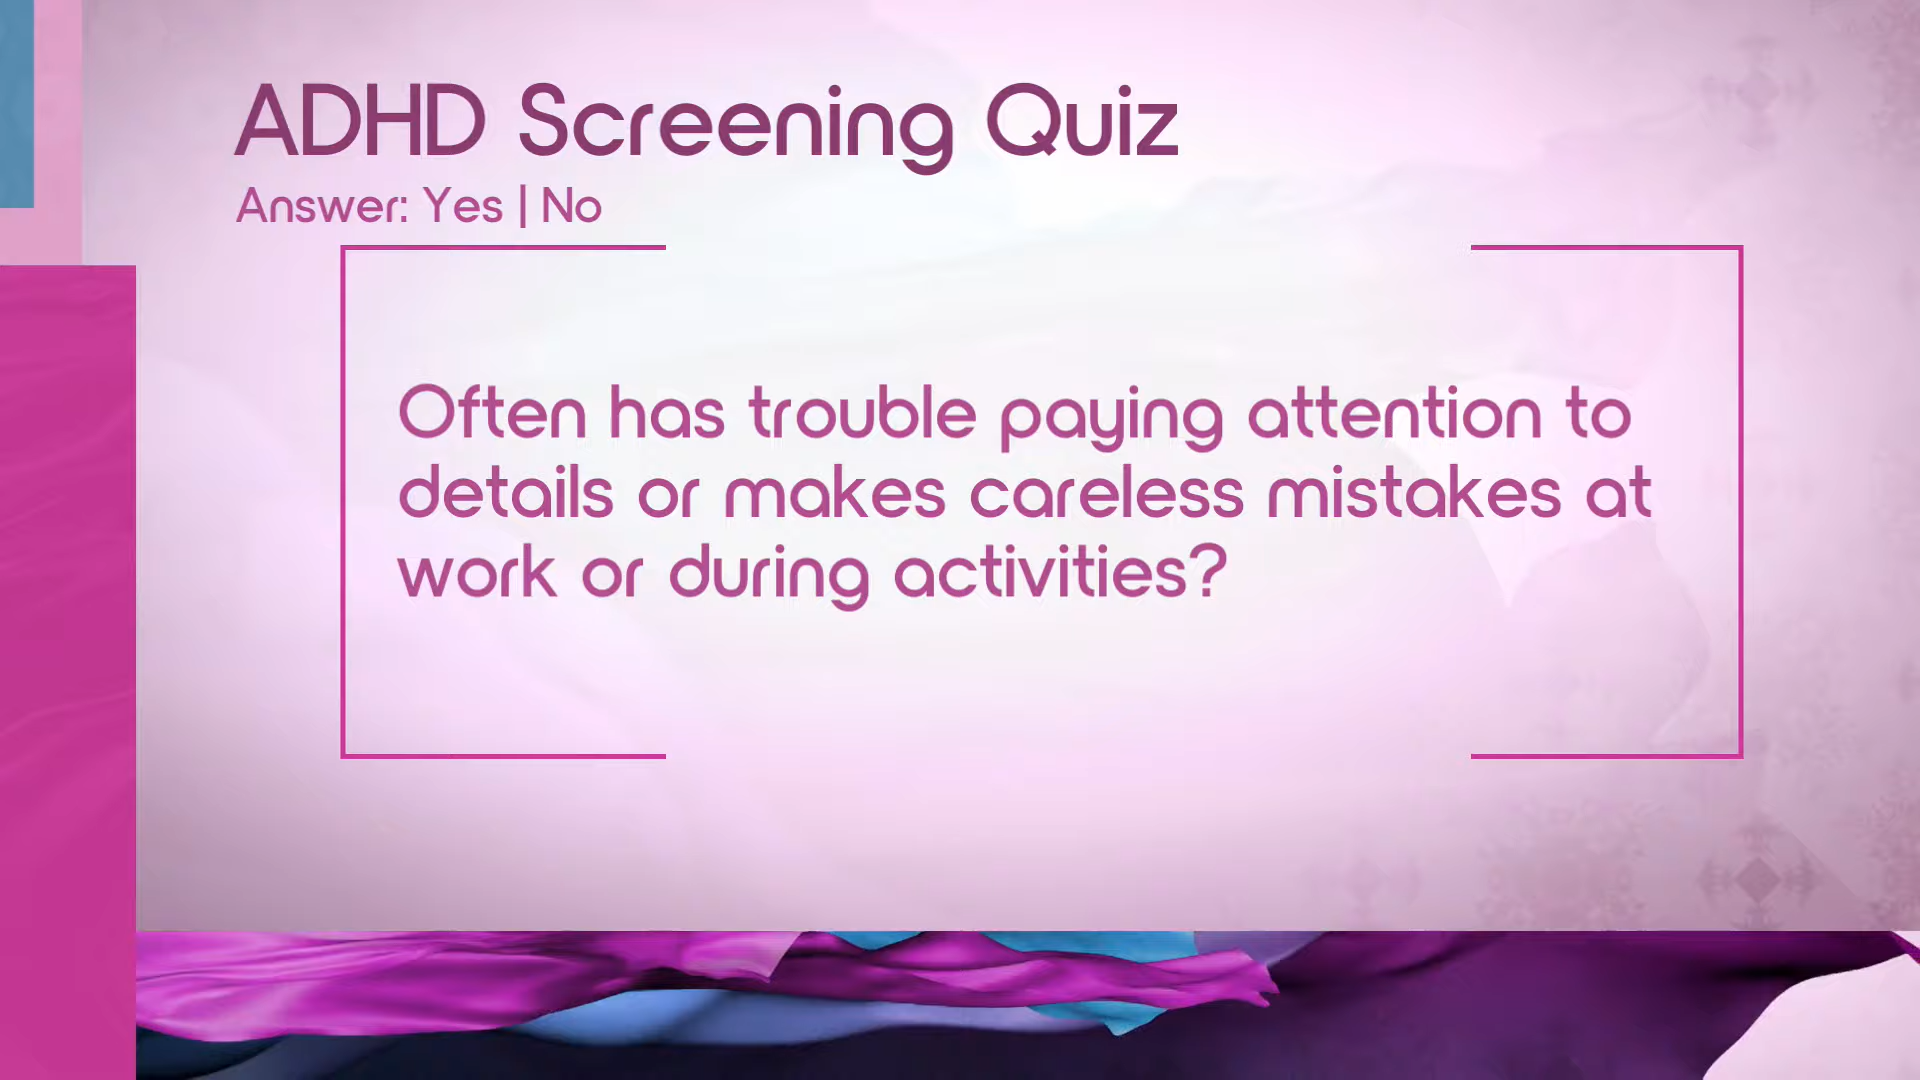 ADHD Screening Quiz
Answer: Yes | No
Often has trouble paying attention to
details or makes careless mistakes at
work or during activities?